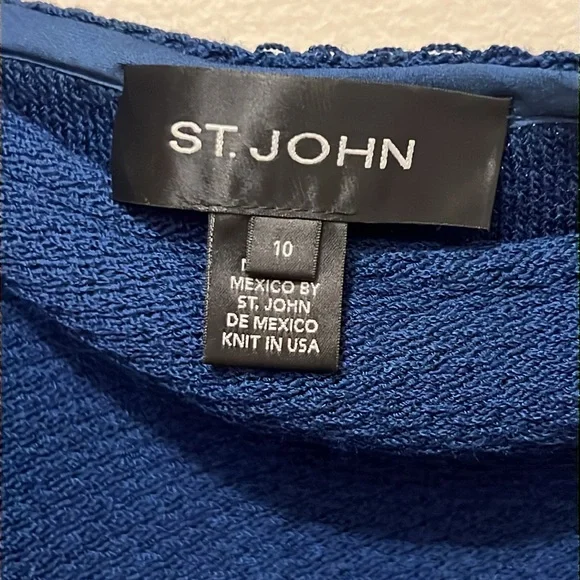 ST. JOHN
10
MEXICO BY
ST. JOHN
DE MEXICO
KNIT IN USA